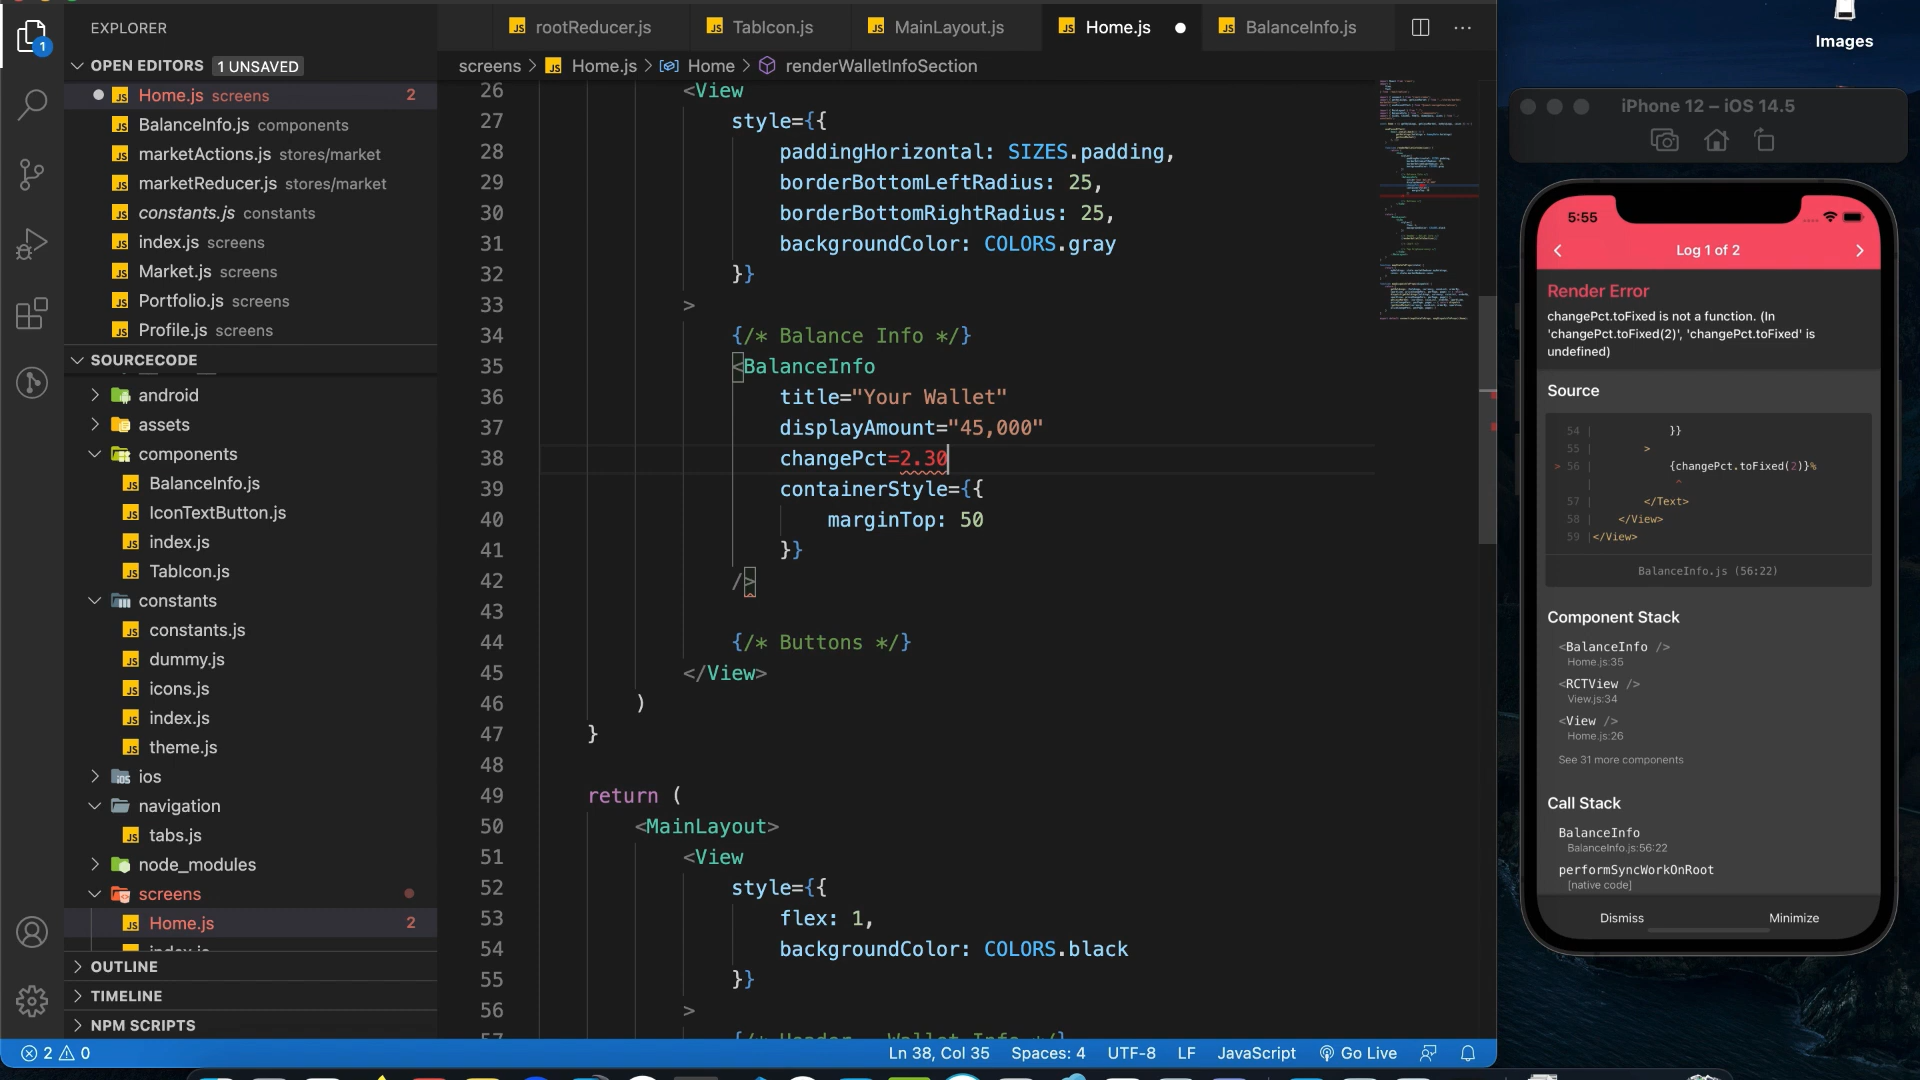 EXPLORER
OPEN EDITORS 1 UNSAVED
Home.js screens 2
BalanceInfo.js components
marketActions.js stores/market
marketReducer.js stores/market
constants.js constants
index.js screens
Market.js screens
Portfolio.js screens
Profile.js screens
SOURCECODE
android
assets
components
BalanceInfo.js
IconTextButton.js
index.js
TabIcon.js
constants
constants.js
dummy.js
icons.js
index.js
theme.js
ios
navigation
tabs.js
node_modules
screens
Home.js 2
index.js
OUTLINE
TIMELINE
NPM SCRIPTS
1
rootReducer.js TabIcon.js MainLayout.js Home.js BalanceInfo.js
screens > Home.js > Home > renderWalletInfoSection
26 <View
27 style={{
28 paddingHorizontal: SIZES.padding,
29 borderBottomLeftRadius: 25,
30 borderBottomRightRadius: 25,
31 backgroundColor: COLORS.gray
32 }}
33 >
34 {/* Balance Info */}
35 <BalanceInfo
36 title="Your Wallet"
37 displayAmount="45,000"
38 changePct=2.30
39 containerStyle={{
40 marginTop: 50
41 }}
42 />
43
44 {/* Buttons */}
45 </View>
46 )
47 }
48
49 return (
50 <MainLayout>
51 <View
52 style={{
53 flex: 1,
54 backgroundColor: COLORS.black
55 }}
56 >
57 {/* Header - Wallet Info */}
2 0 Ln 38, Col 35 Spaces: 4 UTF-8 LF JavaScript Go Live
Images
iPhone 12 – iOS 14.5
5:55
Log 1 of 2
Render Error
changePct.toFixed is not a function. (In
'changePct.toFixed(2)', 'changePct.toFixed' is
undefined)
Source
54 | }}
55 | >
> 56 | {changePct.toFixed(2)}%
| ^
57 | </Text>
58 | </View>
59 |</View>
BalanceInfo.js (56:22)
Component Stack
<BalanceInfo />
Home.js:35
<RCTView />
View.js:34
<View />
Home.js:26
See 31 more components
Call Stack
BalanceInfo
BalanceInfo.js:56:22
performSyncWorkOnRoot
[native code]
Dismiss Minimize